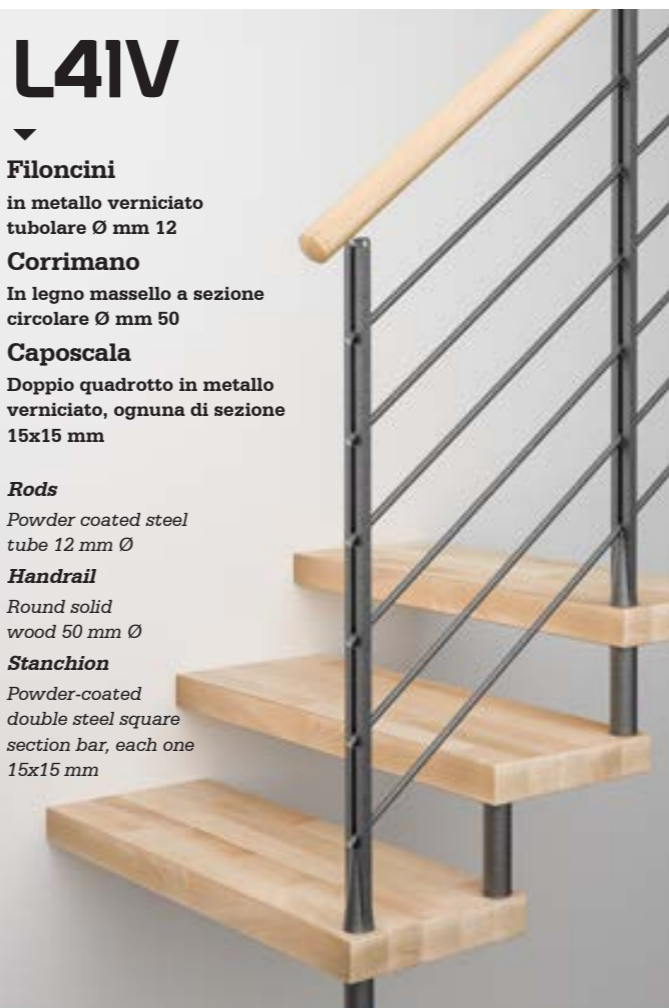 L41V
Filoncini
in metallo verniciato
tubolare Ø mm 12
Corrimano
In legno massello a sezione
circolare Ø mm 50
Caposcala
Doppio quadrotto in metallo
verniciato, ognuna di sezione
15x15 mm
Rods
Powder coated steel
tube 12 mm Ø
Handrail
Round solid
wood 50 mm Ø
Stanchion
Powder-coated
double steel square
section bar, each one
15x15 mm